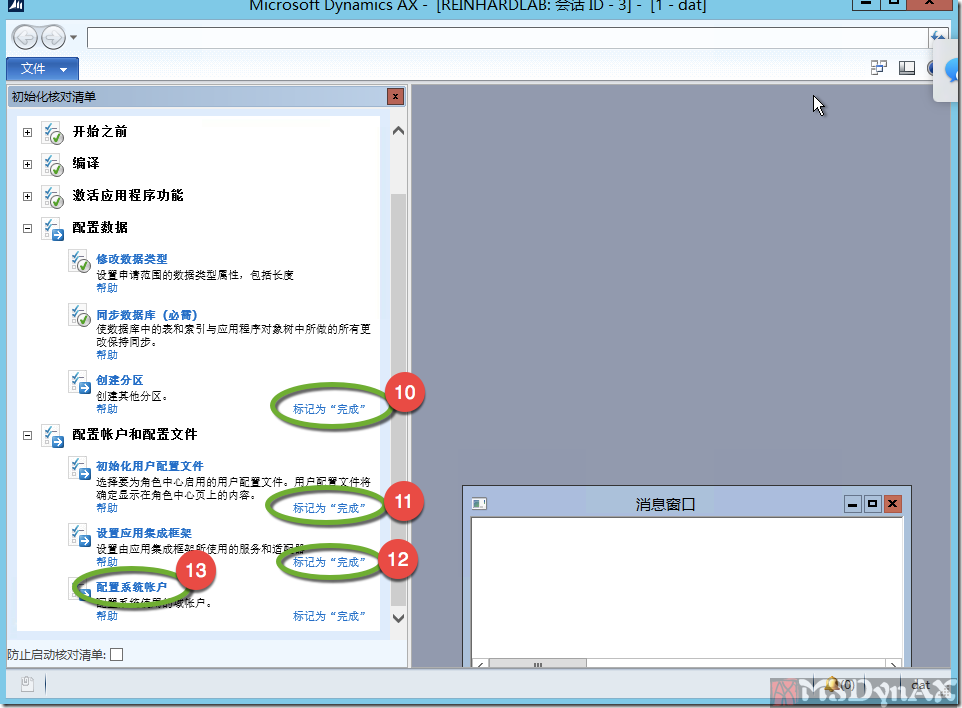 Microsoft Dynamics AX - [REINHARDLAB: 会话 ID - 3] - [1 - dat]
文件
初始化核对清单
开始之前
编译
激活应用程序功能
配置数据
修改数据类型
设置申请范围的数据类型属性，包括长度
帮助
同步数据库（必需）
使数据库中的表和索引与应用程序对象树中所做的所有更
改保持同步。
帮助
创建分区
创建其他分区。
帮助
标记为“完成”
10
配置帐户和配置文件
初始化用户配置文件
选择要为角色中心启用的用户配置文件。用户配置文件将
确定显示在角色中心页上的内容。
帮助
标记为“完成”
11
设置应用集成框架
设置由应用集成框架所使用的服务和适配器
帮助
标记为“完成”
12
配置系统帐户
13
配置系统使用的域帐户。
帮助
标记为“完成”
防止启动核对清单:
消息窗口
(0)
dat
MsDynAX